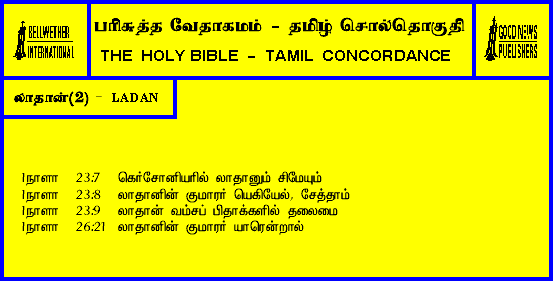 BELLWETHER
INTERNATIONAL
பரிசுத்த வேதாகமம் - தமிழ் சொல்தொகுதி
THE HOLY BIBLE - TAMIL CONCORDANCE
GOOD NEWS
PUBLISHERS
லாதான்(2) - LADAN
1நாளா 23:7 கெர்சோனியரில் லாதானும் சிமேயும்
1நாளா 23:8 லாதானின் குமாரர் யெகியேல், சேத்தாம்
1நாளா 23:9 லாதான் வம்சப் பிதாக்களில் தலைமை
1நாளா 26:21 லாதானின் குமாரர் யாரென்றால்